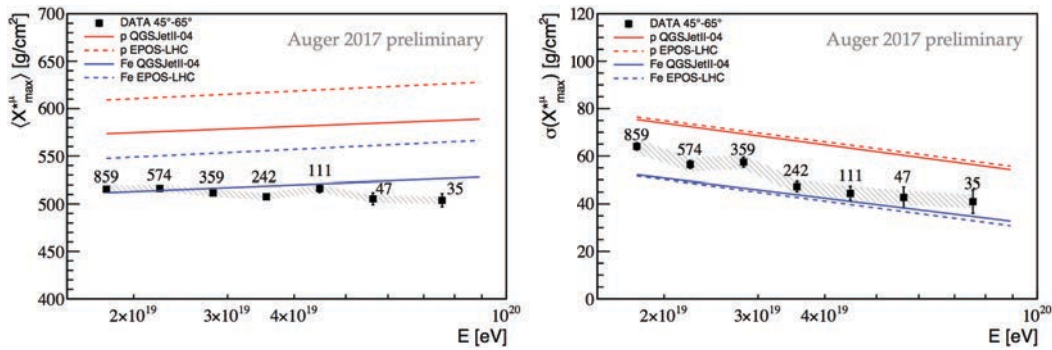 ⟨X*μ max⟩ [g/cm²]
700
650
600
550
500
450
400
DATA 45°-65°
p QGSJetII-04
p EPOS-LHC
Fe QGSJetII-04
Fe EPOS-LHC
Auger 2017 preliminary
859 574 359 242 111 47 35
2×10¹⁹ 3×10¹⁹ 4×10¹⁹ 10²⁰
E [eV]
σ(X*μ max) [g/cm²]
120
100
80
60
40
20
0
DATA 45°-65°
p QGSJetII-04
p EPOS-LHC
Fe QGSJetII-04
Fe EPOS-LHC
Auger 2017 preliminary
859 574 359 242 111 47 35
2×10¹⁹ 3×10¹⁹ 4×10¹⁹ 10²⁰
E [eV]